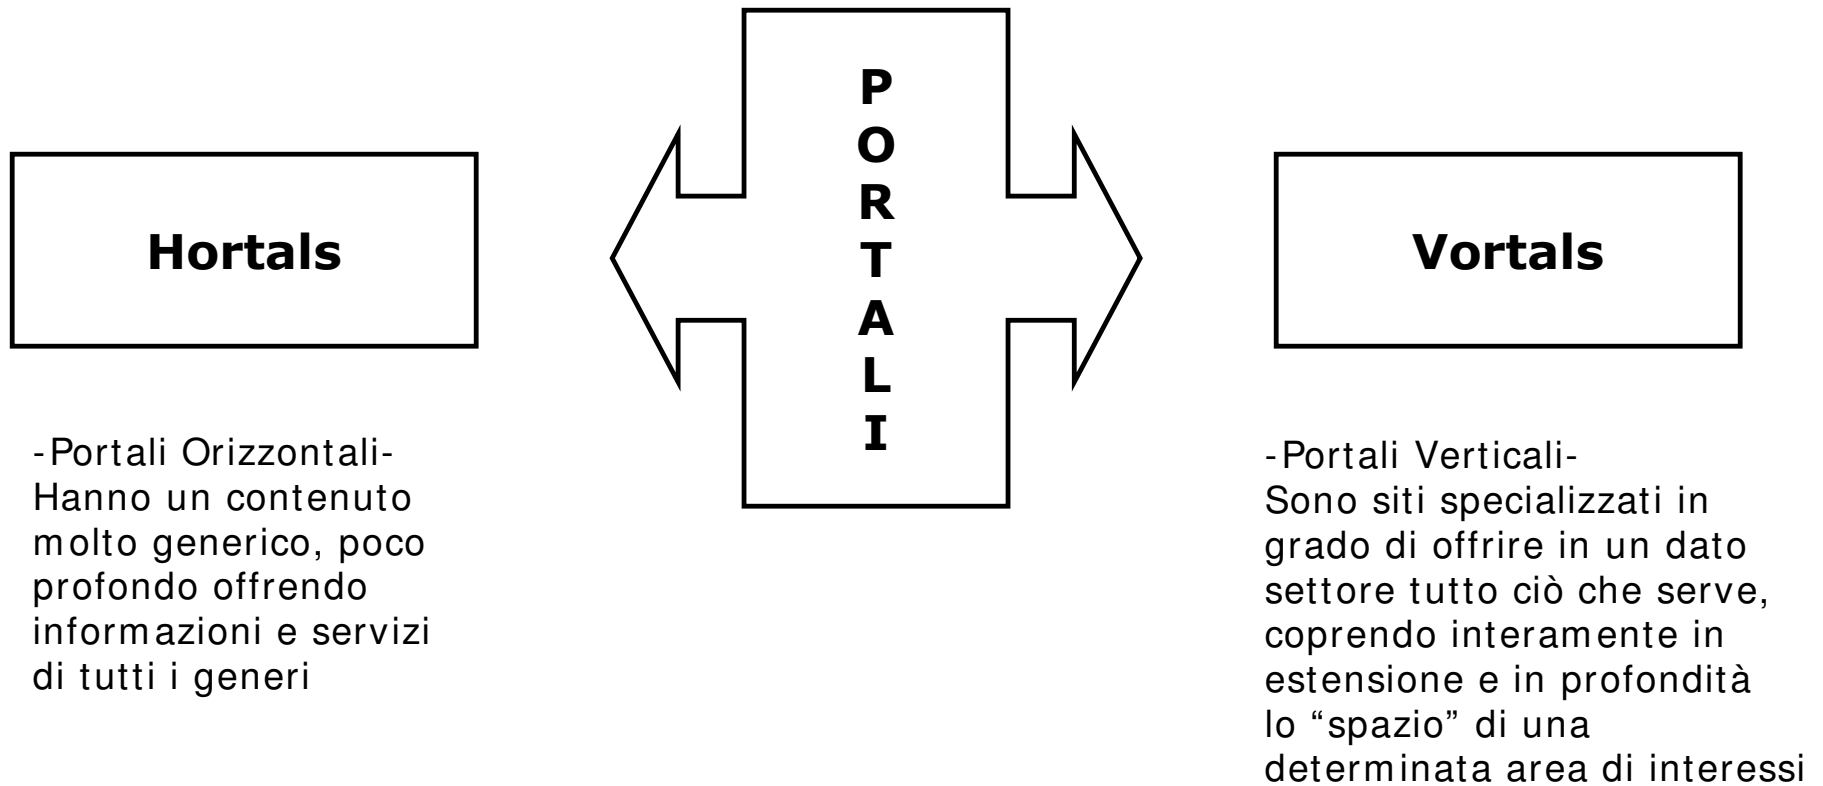 P
O
R
T
A
L
I
Hortals
Vortals
-Portali Orizzontali-
Hanno un contenuto
molto generico, poco
profondo offrendo
informazioni e servizi
di tutti i generi
-Portali Verticali-
Sono siti specializzati in
grado di offrire in un dato
settore tutto ciò che serve,
coprendo interamente in
estensione e in profondità
lo “spazio” di una
determinata area di interessi